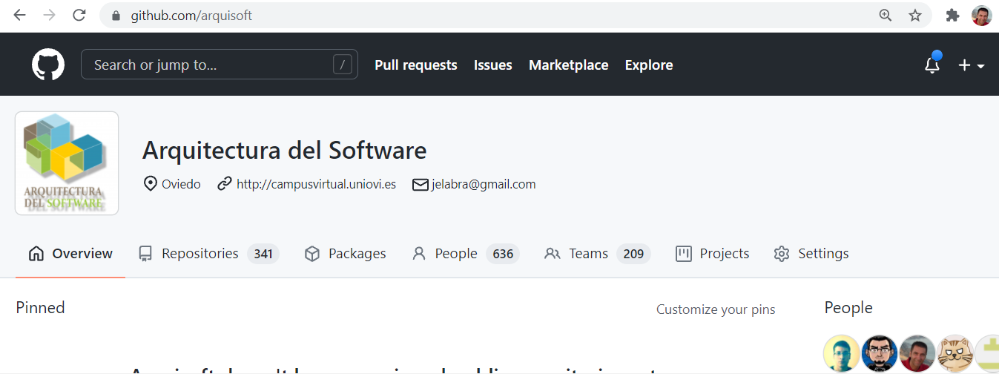 github.com/arquisoft
Search or jump to... /
Pull requests Issues Marketplace Explore
Arquitectura del Software
Oviedo http://campusvirtual.uniovi.es jelabra@gmail.com
ARQUITECTURA
DEL SOFTWARE
Overview Repositories 341 Packages People 636 Teams 209 Projects Settings
Pinned Customize your pins People